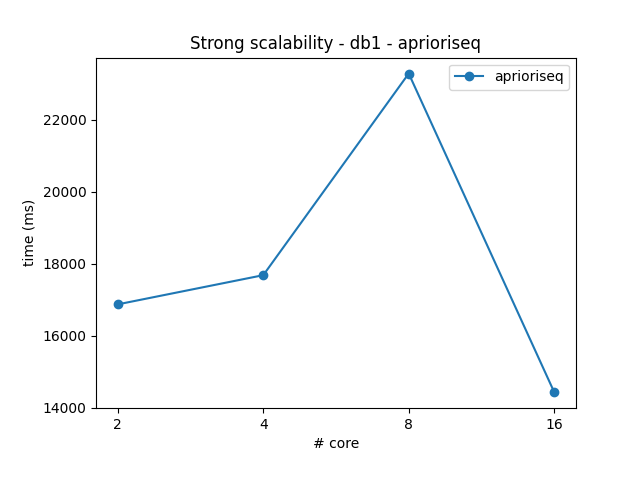 Strong scalability - db1 - aprioriseq
aprioriseq
22000
20000
18000
16000
14000
time (ms)
2 4 8 16
# core